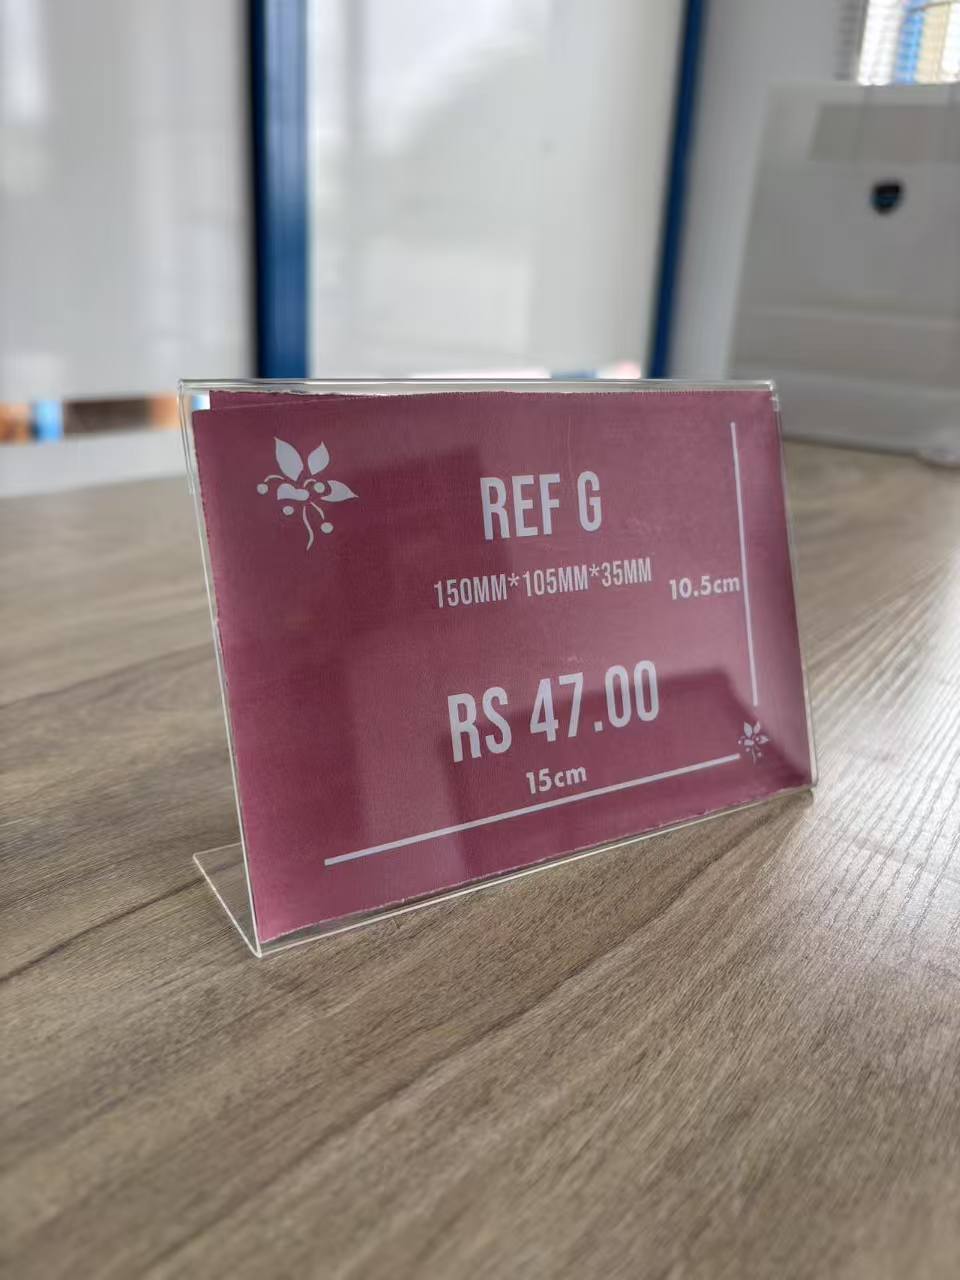 REF G
150MM*105MM*35MM
10.5cm
RS 47.00
15cm